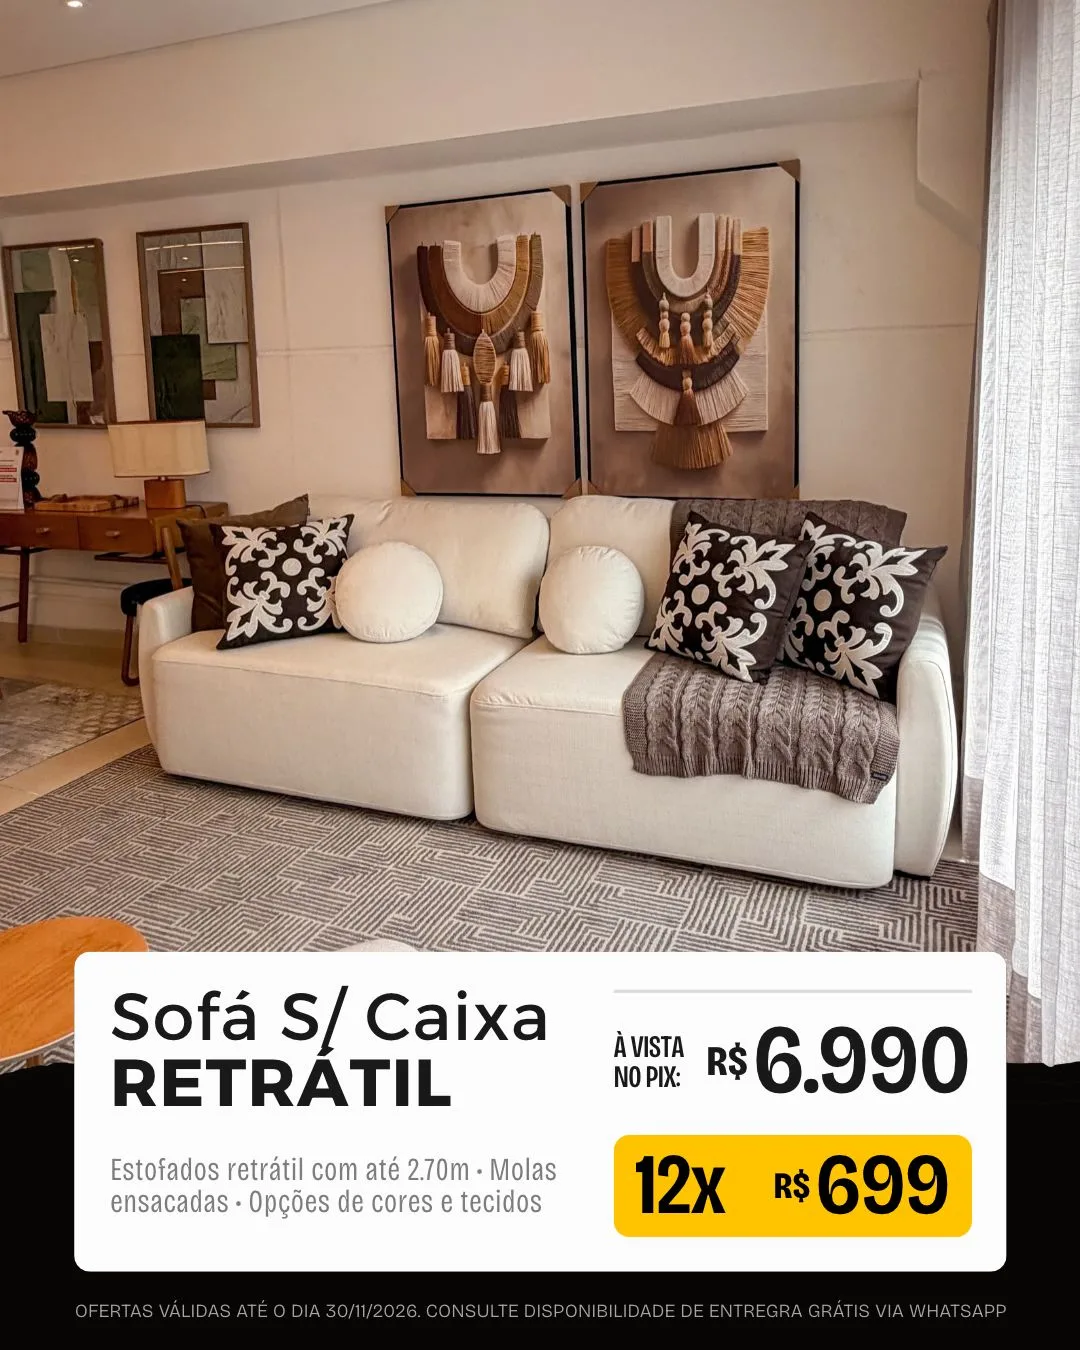 Sofá S/ Caixa
RETRÁTIL
Estofados retrátil com até 2.70m • Molas
ensacadas • Opções de cores e tecidos
À VISTA
NO PIX:
R$ 6.990
12x R$ 699
OFERTAS VÁLIDAS ATÉ O DIA 30/11/2026. CONSULTE DISPONIBILIDADE DE ENTREGRA GRÁTIS VIA WHATSAPP